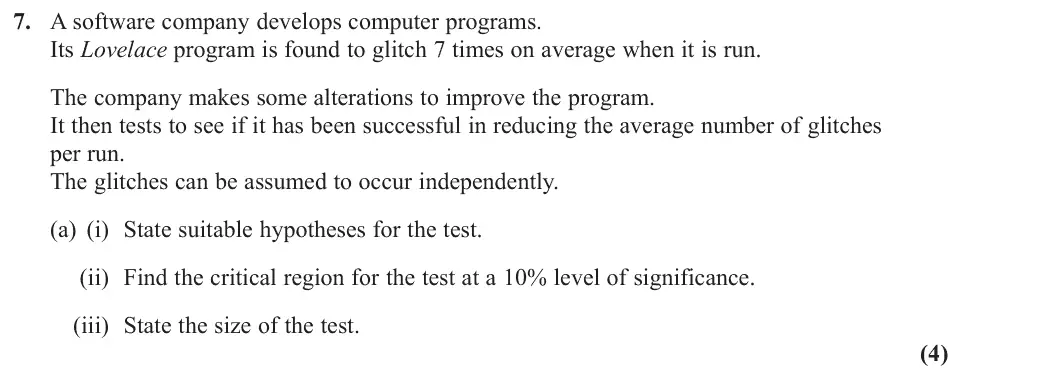 7. A software company develops computer programs.
Its Lovelace program is found to glitch 7 times on average when it is run.
The company makes some alterations to improve the program.
It then tests to see if it has been successful in reducing the average number of glitches
per run.
The glitches can be assumed to occur independently.
(a) (i) State suitable hypotheses for the test.
(ii) Find the critical region for the test at a 10% level of significance.
(iii) State the size of the test.
(4)